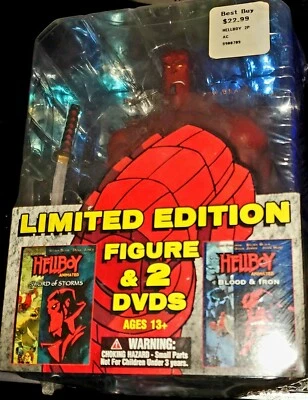 Best Buy
$22.99
HELLBOY 2P
AC
LIMITED EDITION
FIGURE
& 2
DVDS
AGES 13+
HELLBOY
ANIMATED
SWORD of STORMS
HELLBOY
ANIMATED
BLOOD & IRON
WARNING:
CHOKING HAZARD - Small Parts
Not For Children Under 3 years.